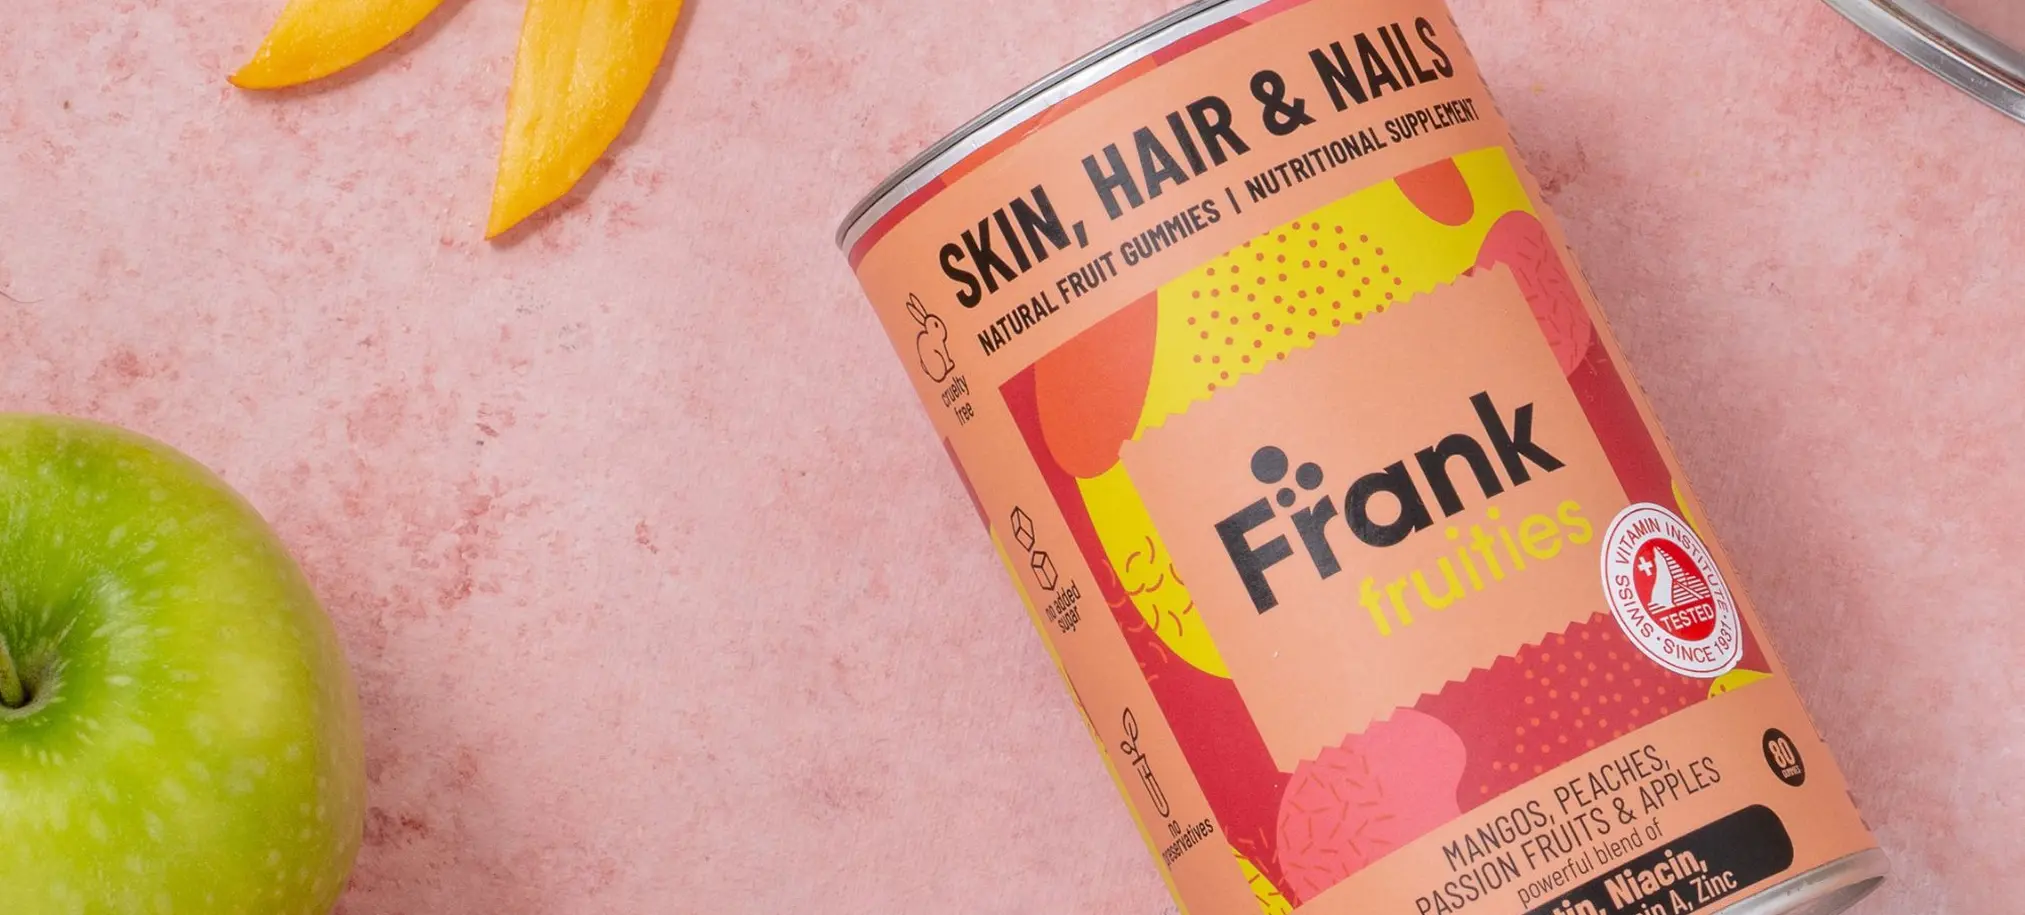 SKIN, HAIR & NAILS
NATURAL FRUIT GUMMIES | NUTRITIONAL SUPPLEMENT
cruelty
free
no added
sugar
no
preservatives
Frank
fruities
SWISS VITAMIN INSTITUTE
TESTED
SINCE 1931
80
GUMMIES
MANGOS, PEACHES,
PASSION FRUITS & APPLES
powerful blend of
Niacin,
A, Zinc